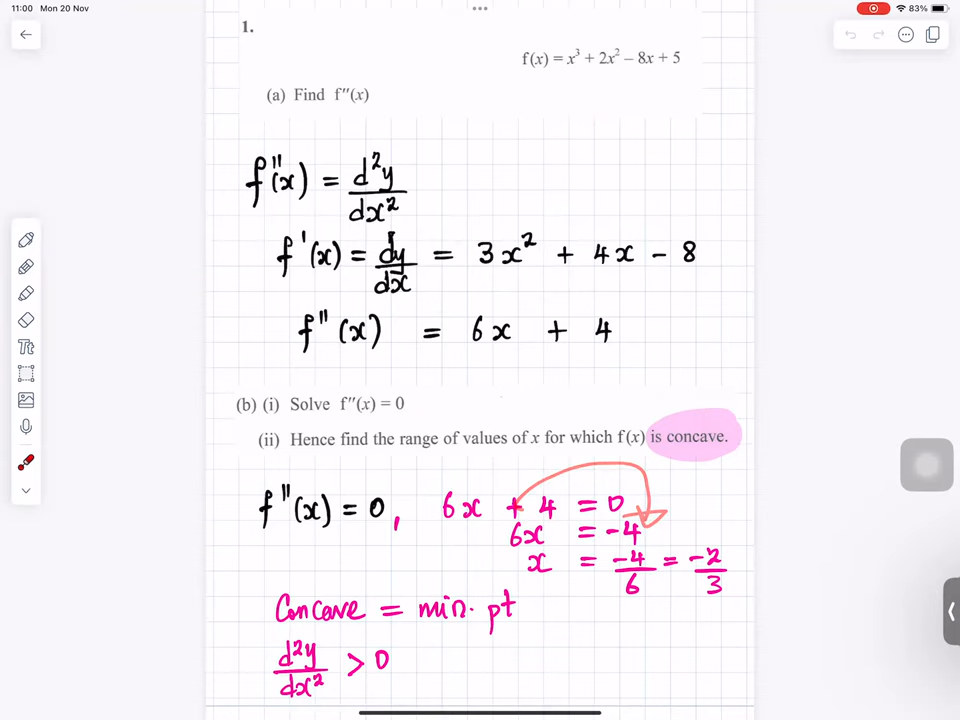 11:00 Mon 20 Nov
83%
1.
f(x) = x³ + 2x² – 8x + 5
(a) Find f″(x)
f″(x) = d²y/dx²
f'(x) = dy/dx = 3x² + 4x - 8
f″(x) = 6x + 4
(b) (i) Solve f″(x) = 0
(ii) Hence find the range of values of x for which f(x) is concave.
f″(x) = 0, 6x + 4 = 0
6x = -4
x = -4/6 = -2/3
Concave = min. pt
d²y/dx² > 0
Tt